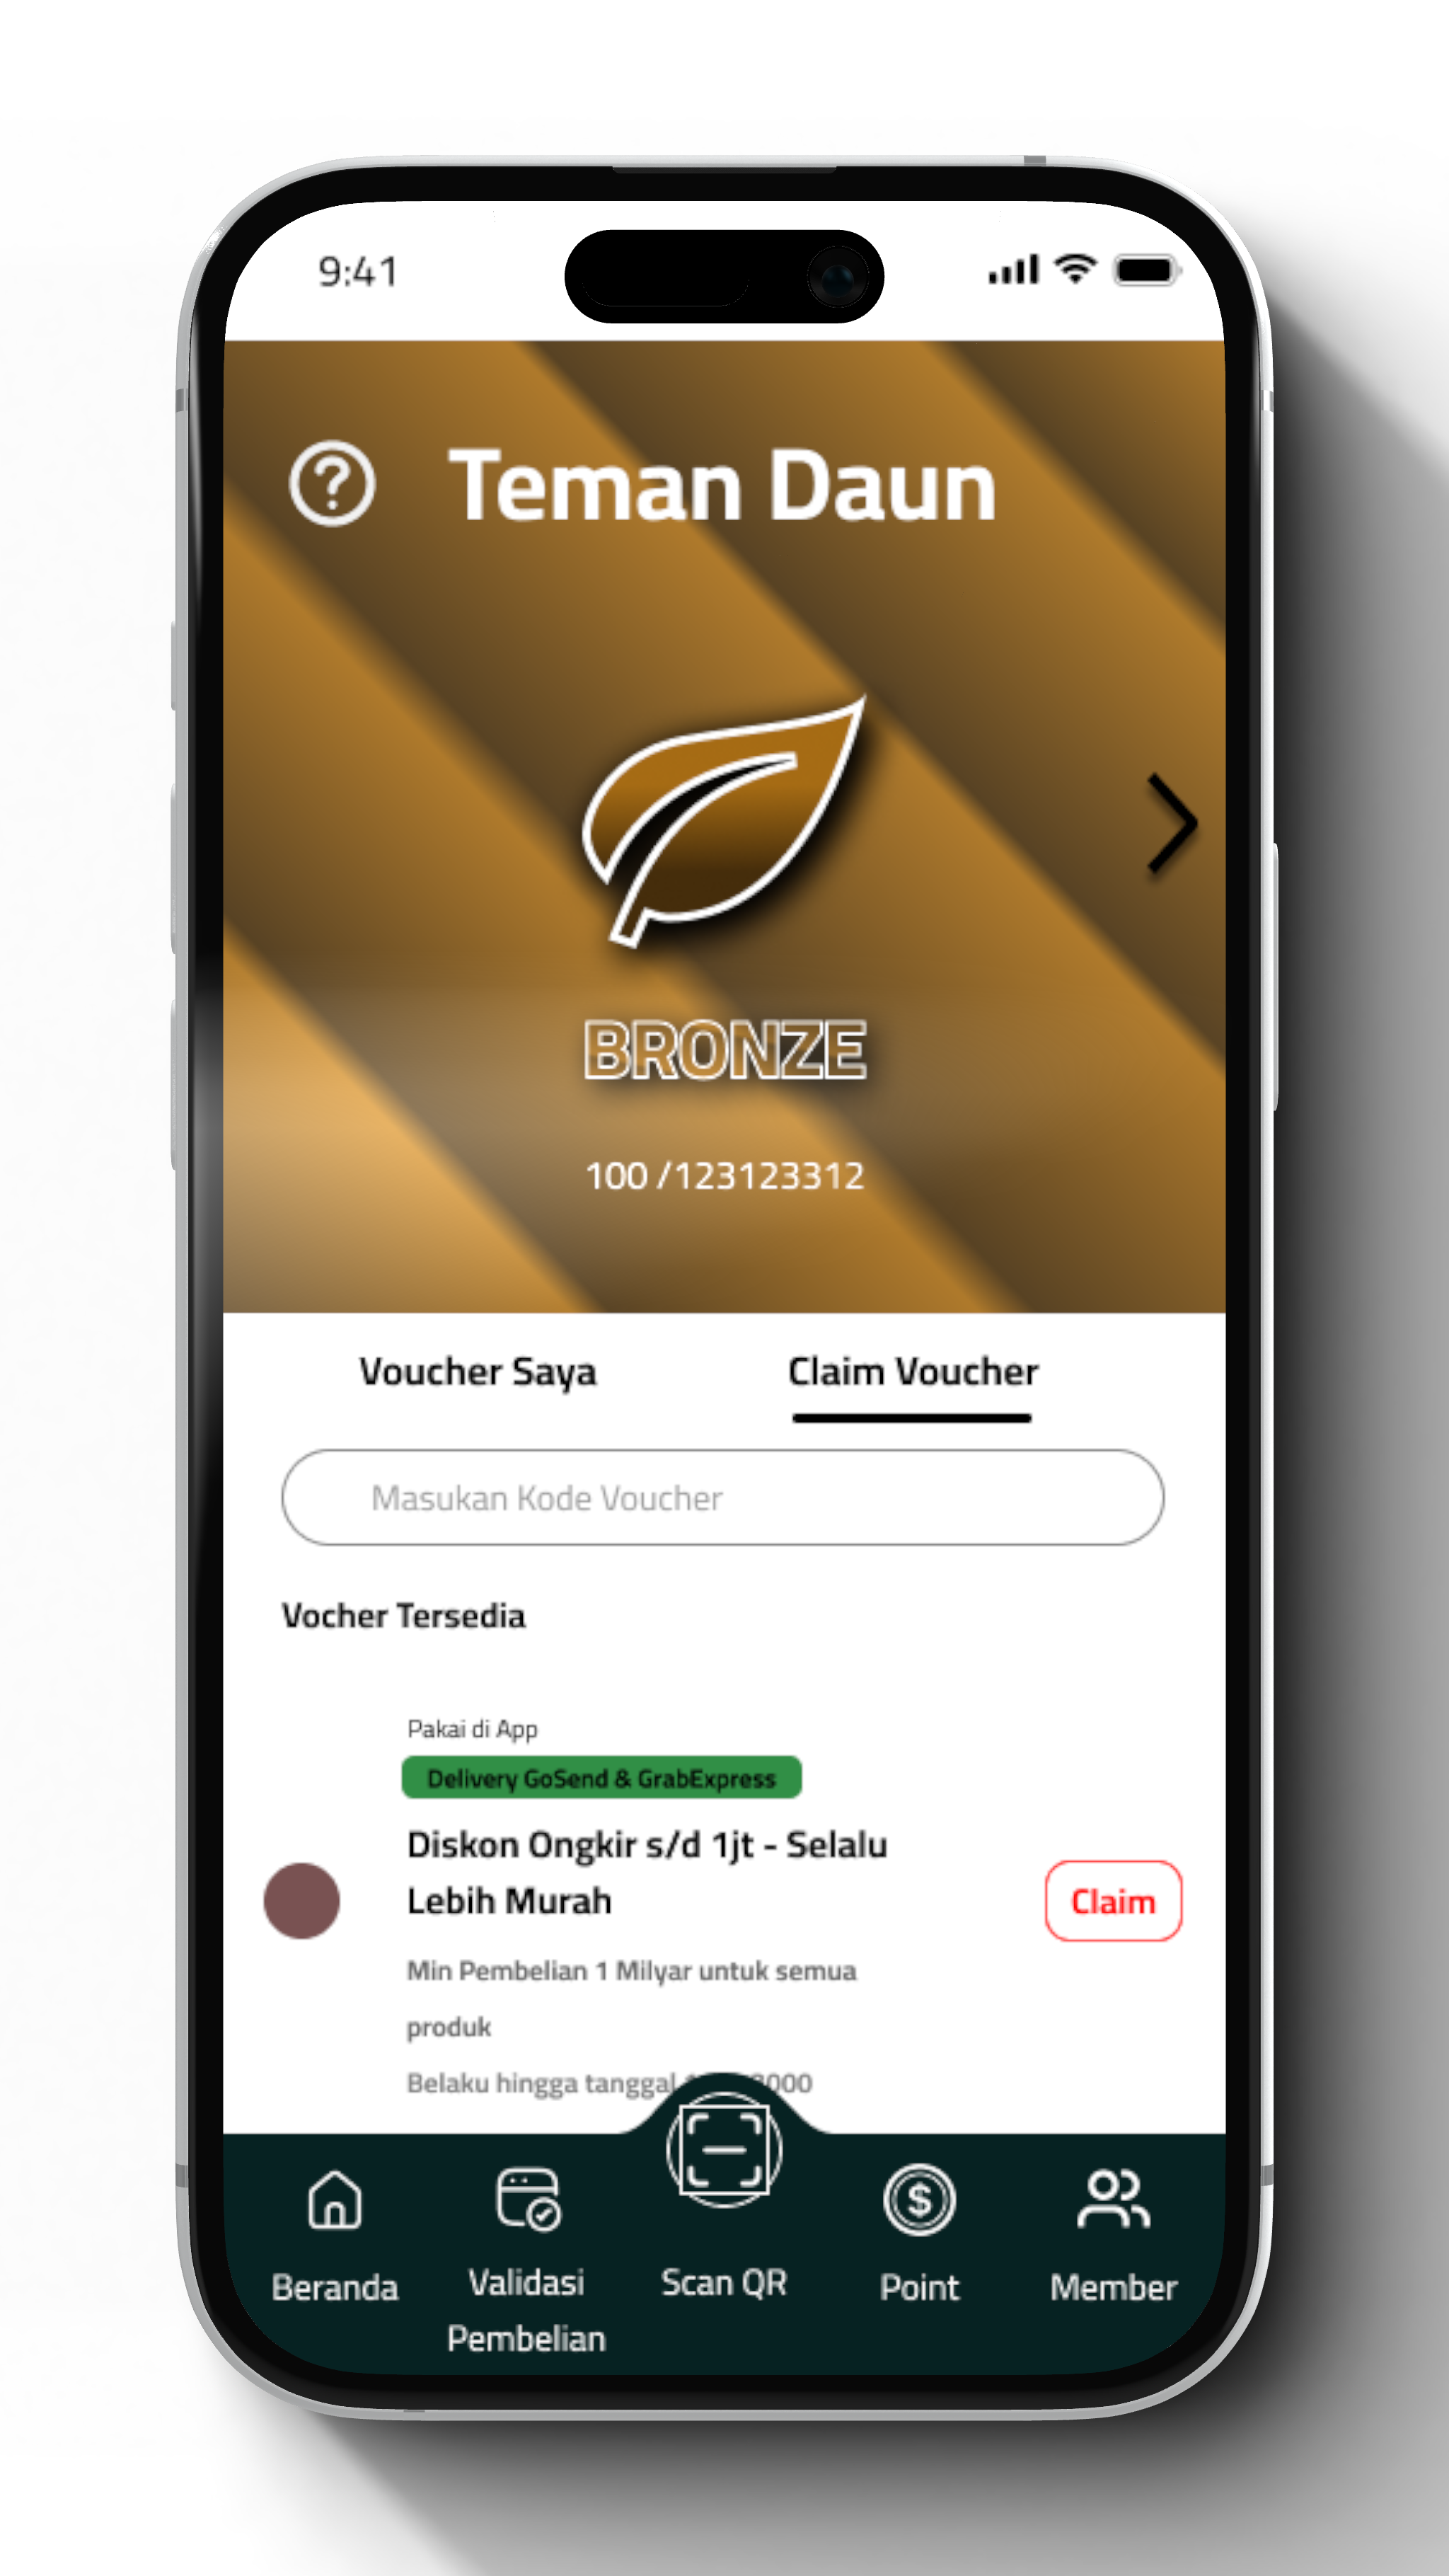 9:41
Teman Daun
BRONZE
100 /123123312
Voucher Saya
Claim Voucher
Masukan Kode Voucher
Vocher Tersedia
Pakai di App
Delivery GoSend & GrabExpress
Diskon Ongkir s/d 1jt - Selalu
Lebih Murah
Claim
Min Pembelian 1 Milyar untuk semua
produk
Belaku hingga tanggal
Beranda
Validasi
Pembelian
Scan QR
Point
Member